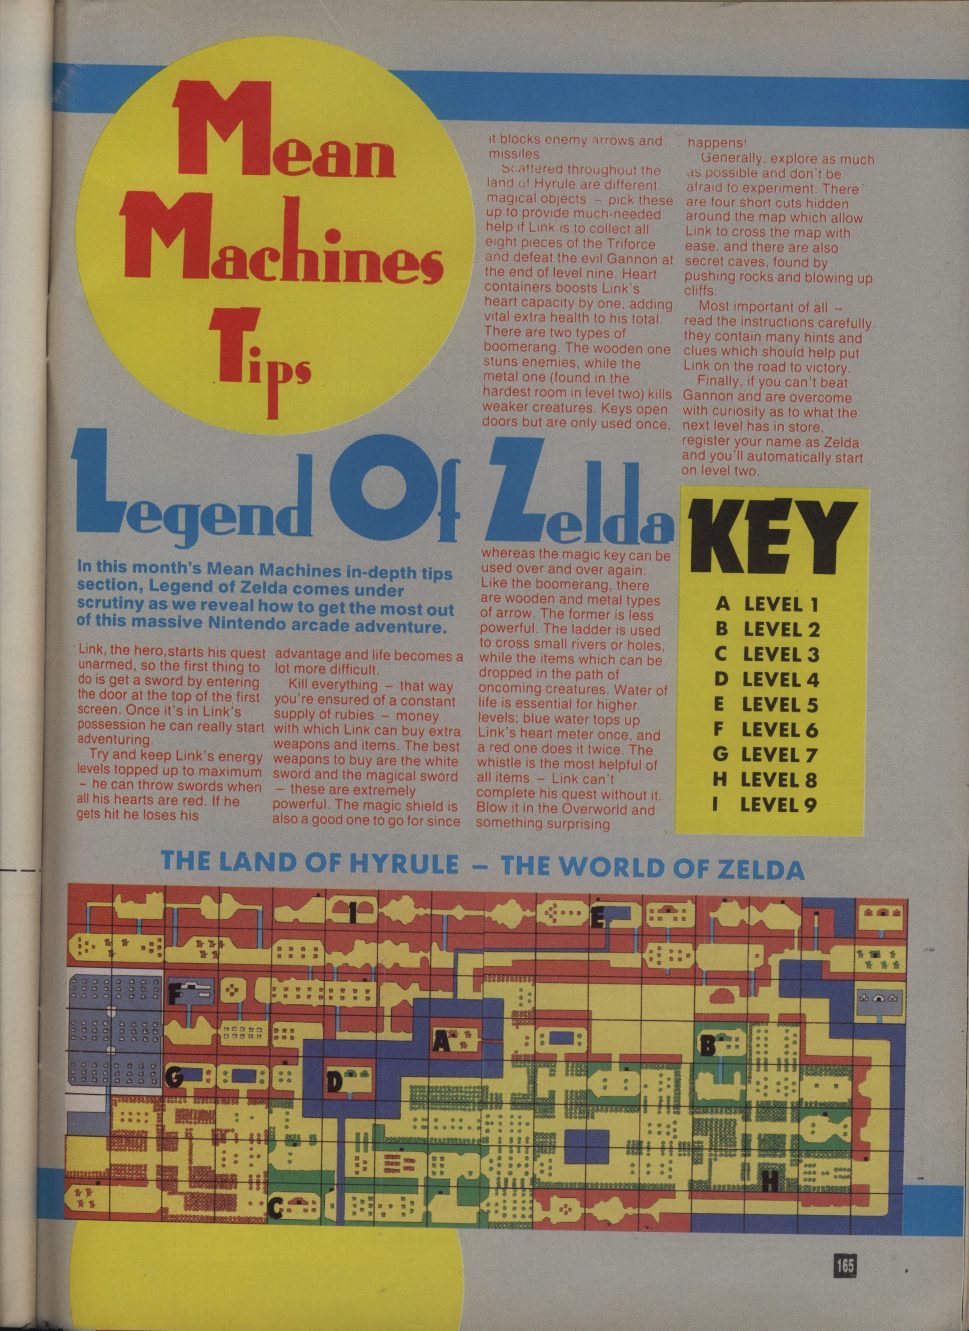 Mean
Machines
Tips
Legend Of Zelda
In this month's Mean Machines in-depth tips
section, Legend of Zelda comes under
scrutiny as we reveal how to get the most out
of this massive Nintendo arcade adventure.
Link, the hero,starts his quest
unarmed, so the first thing to
do is get a sword by entering
the door at the top of the first
screen. Once it's in Link's
possession he can really start
adventuring.
Try and keep Link's energy
levels topped up to maximum
– he can throw swords when
all his hearts are red. If he
gets hit he loses his
advantage and life becomes a
lot more difficult.
Kill everything – that way
you're ensured of a constant
supply of rubies – money
with which Link can buy extra
weapons and items. The best
weapons to buy are the white
sword and the magical sword
– these are extremely
powerful. The magic shield is
also a good one to go for since
it blocks enemy arrows and
missiles
Scattered throughout the
land of Hyrule are different
magical objects – pick these
up to provide much-needed
help if Link is to collect all
eight pieces of the Triforce
and defeat the evil Gannon at
the end of level nine. Heart
containers boosts Link's
heart capacity by one, adding
vital extra health to his total.
There are two types of
boomerang. The wooden one
stuns enemies, while the
metal one (found in the
hardest room in level two) kills
weaker creatures. Keys open
doors but are only used once,
whereas the magic key can be
used over and over again.
Like the boomerang, there
are wooden and metal types
of arrow. The former is less
powerful. The ladder is used
to cross small rivers or holes,
while the items which can be
dropped in the path of
oncoming creatures. Water of
life is essential for higher
levels; blue water tops up
Link's heart meter once, and
a red one does it twice. The
whistle is the most helpful of
all items – Link can't
complete his quest without it.
Blow it in the Overworld and
something surprising
happens!
Generally, explore as much
as possible and don't be
afraid to experiment. There
are four short cuts hidden
around the map which allow
Link to cross the map with
ease, and there are also
secret caves, found by
pushing rocks and blowing up
cliffs.
Most important of all –
read the instructions carefully
they contain many hints and
clues which should help put
Link on the road to victory.
Finally, if you can't beat
Gannon and are overcome
with curiosity as to what the
next level has in store,
register your name as Zelda
and you'll automatically start
on level two.
KEY
A LEVEL 1
B LEVEL 2
C LEVEL 3
D LEVEL 4
E LEVEL 5
F LEVEL 6
G LEVEL 7
H LEVEL 8
I LEVEL 9
THE LAND OF HYRULE – THE WORLD OF ZELDA
I
E
F
A
B
G
D
H
C
165